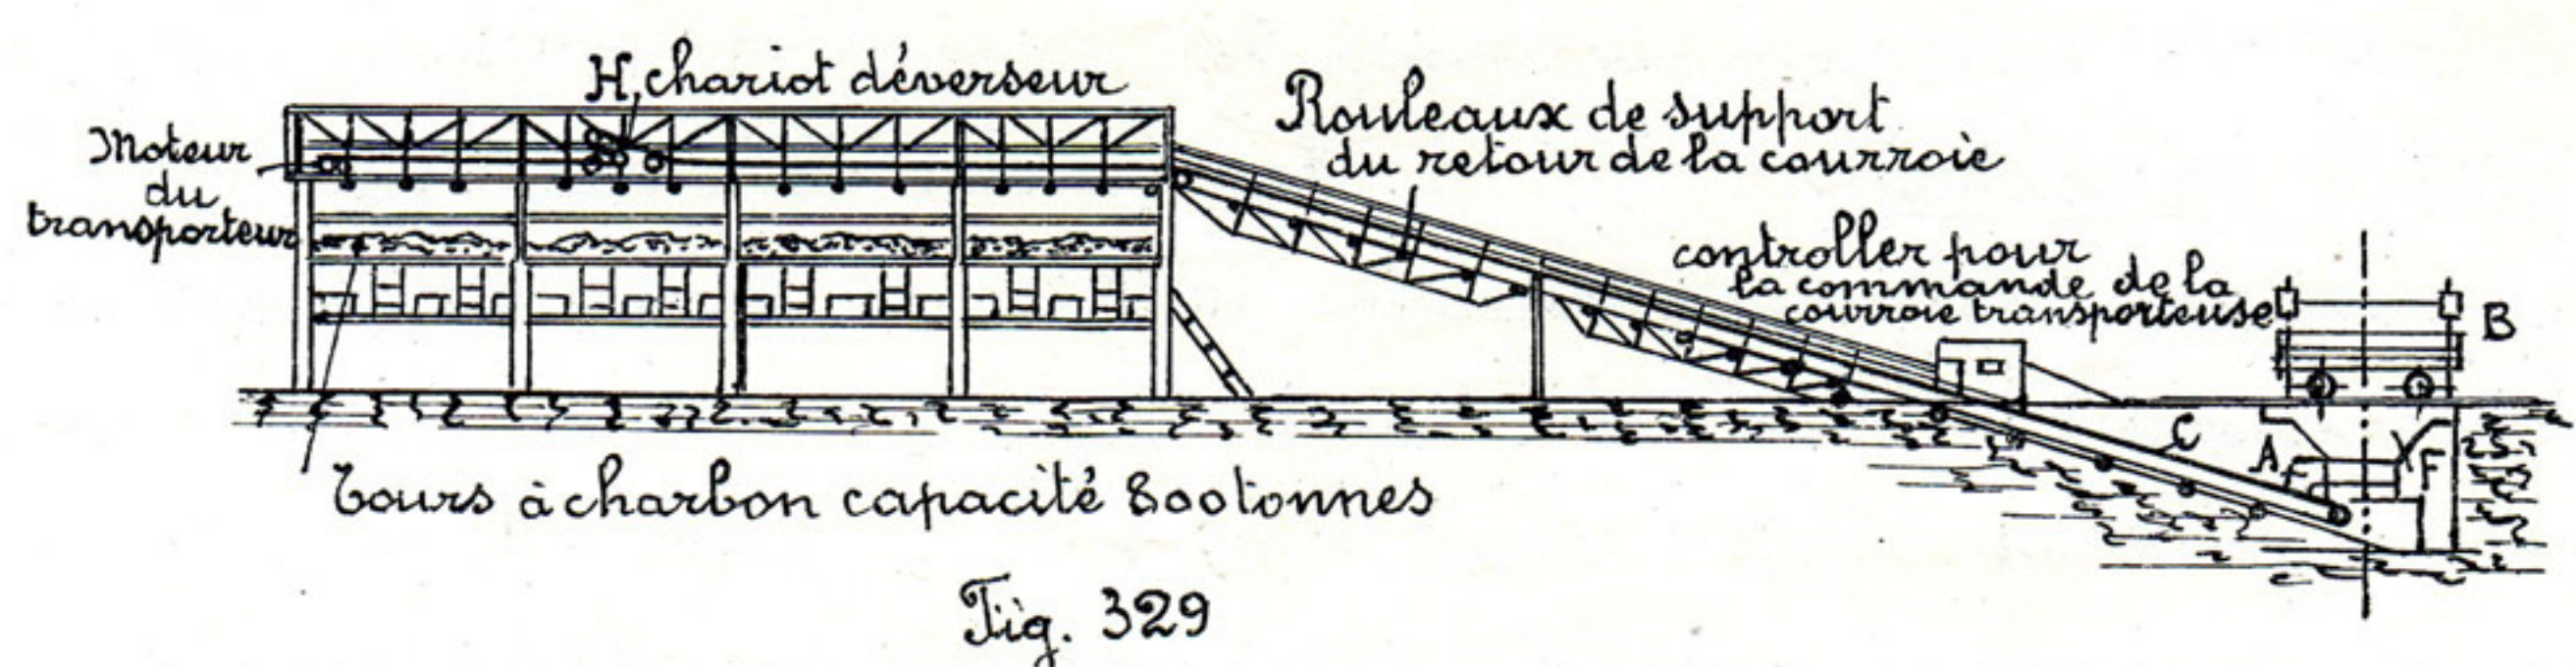 H, chariot déverseur
Moteur
du
transporteur
Rouleaux de support
du retour de la courroie
controller pour
la commande de la
courroie transporteuse
B
C
A
F
Tours à charbon capacité 800 tonnes
Fig. 329